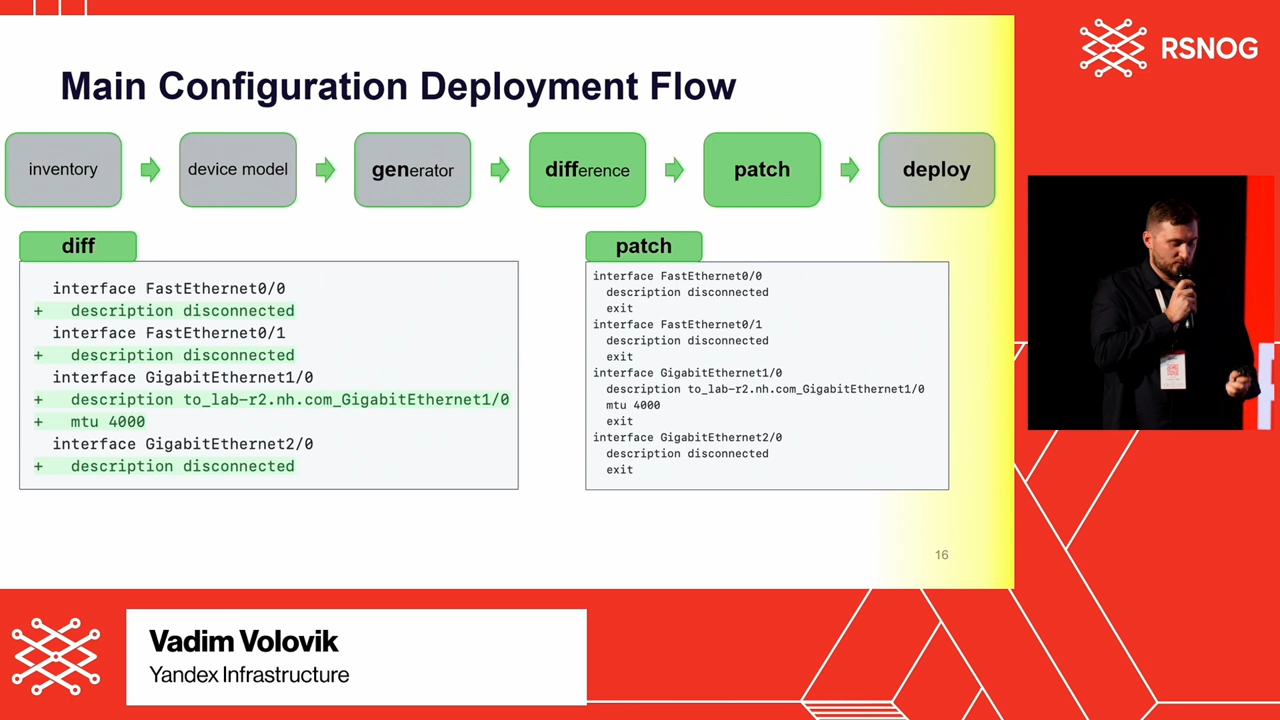 RSNOG
Main Configuration Deployment Flow
inventory
device model
generator
difference
patch
deploy
diff
interface FastEthernet0/0
+ description disconnected
interface FastEthernet0/1
+ description disconnected
interface GigabitEthernet1/0
+ description to_lab-r2.nh.com_GigabitEthernet1/0
+ mtu 4000
interface GigabitEthernet2/0
+ description disconnected
patch
interface FastEthernet0/0
description disconnected
exit
interface FastEthernet0/1
description disconnected
exit
interface GigabitEthernet1/0
description to_lab-r2.nh.com_GigabitEthernet1/0
mtu 4000
exit
interface GigabitEthernet2/0
description disconnected
exit
16
Vadim Volovik
Yandex Infrastructure